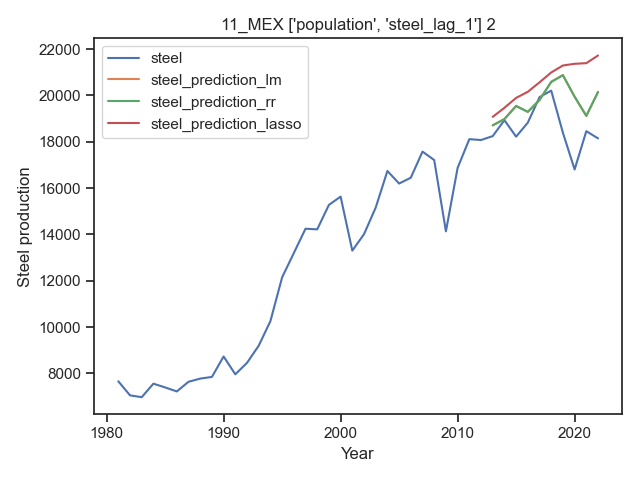 11_MEX ['population', 'steel_lag_1'] 2
steel
steel_prediction_lm
steel_prediction_rr
steel_prediction_lasso
Steel production
22000
20000
18000
16000
14000
12000
10000
8000
1980
1990
2000
2010
2020
Year